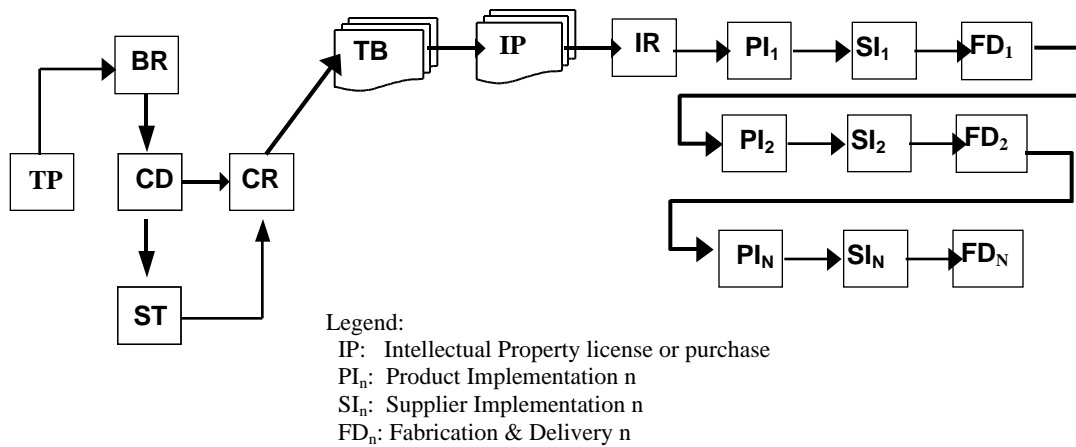 BR
TB
IP
IR
PI1
SI1
FD1
PI2
SI2
FD2
TP
CD
CR
PIN
SIN
FDN
ST
Legend:
IP: Intellectual Property license or purchase
PIn: Product Implementation n
SIn: Supplier Implementation n
FDn: Fabrication & Delivery n